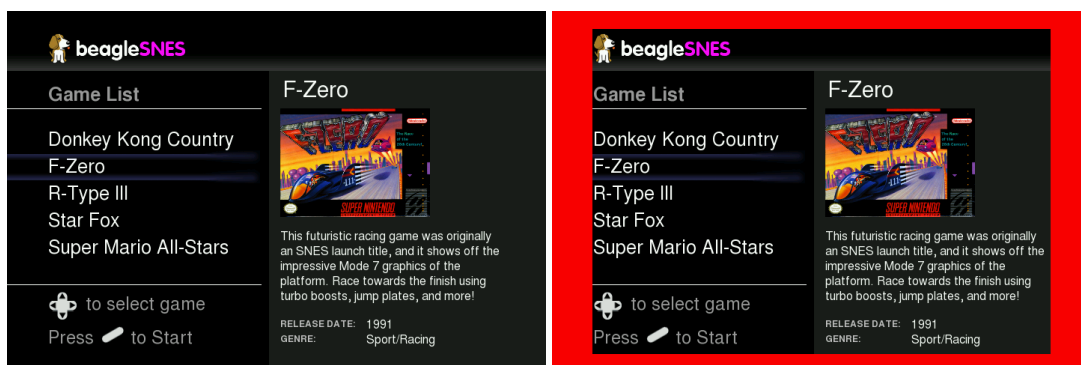 beagleSNES
Game List
Donkey Kong Country
F-Zero
R-Type III
Star Fox
Super Mario All-Stars
to select game
Press to Start
F-Zero
F-ZERO
Nintendo
SUPER NINTENDO
This futuristic racing game was originally
an SNES launch title, and it shows off the
impressive Mode 7 graphics of the
platform. Race towards the finish using
turbo boosts, jump plates, and more!
RELEASE DATE: 1991
GENRE: Sport/Racing
beagleSNES
Game List
Donkey Kong Country
F-Zero
R-Type III
Star Fox
Super Mario All-Stars
to select game
Press to Start
F-Zero
F-ZERO
Nintendo
SUPER NINTENDO
This futuristic racing game was originally
an SNES launch title, and it shows off the
impressive Mode 7 graphics of the
platform. Race towards the finish using
turbo boosts, jump plates, and more!
RELEASE DATE: 1991
GENRE: Sport/Racing